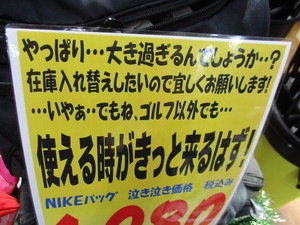 やっぱり…大き過ぎるんでしょうか…？
在庫入れ替えしたいので宜しくお願いします！
…いやぁ…でもね、ゴルフ以外でも…
使える時がきっと来るはず！
NIKEバッグ 泣き泣き価格 税込み